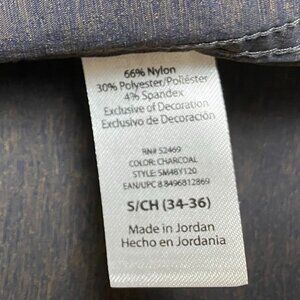 66% Nylon
30% Polyester/Poliéster
4% Spandex
Exclusive of Decoration
Exclusivo de Decoración
RN# 52469
COLOR: CHARCOAL
STYLE: SM48Y120
EAN/UPC 8 8496812869
S/CH (34-36)
Made in Jordan
Hecho en Jordania